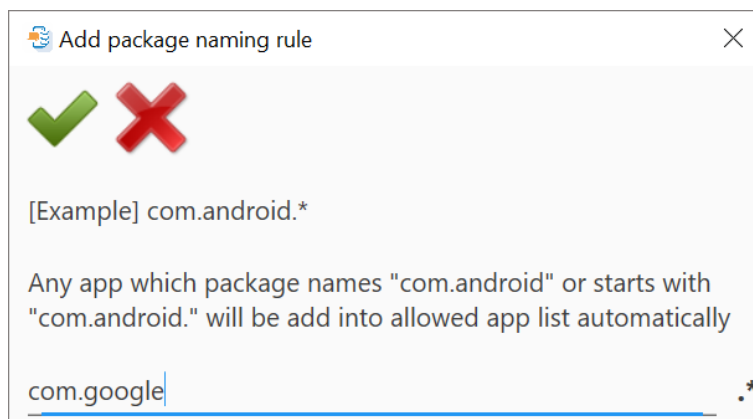 Add package naming rule
[Example] com.android.*
Any app which package names "com.android" or starts with
"com.android." will be add into allowed app list automatically
com.google .*